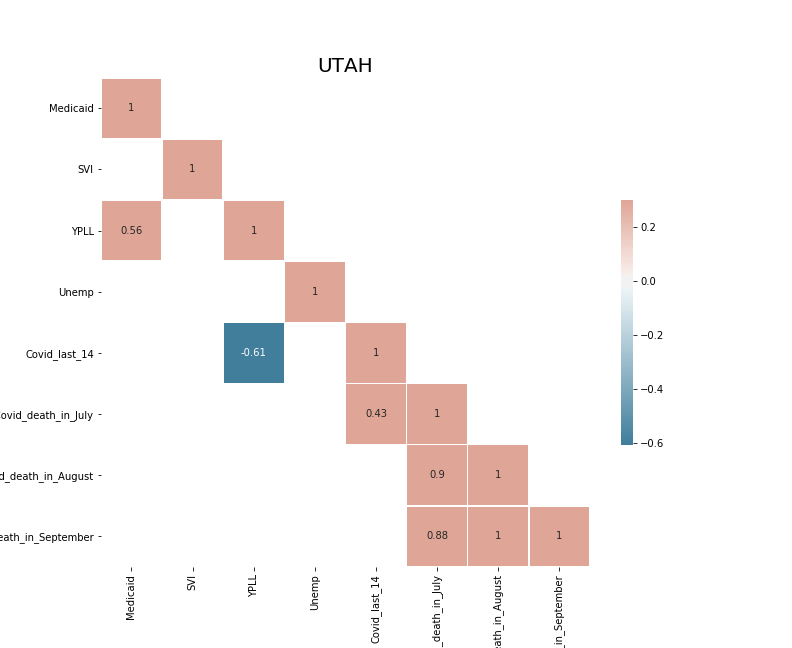 UTAH
Medicaid 1
SVI 1
YPLL 0.56 1
Unemp 1
Covid_last_14 -0.61 1
ovid_death_in_July 0.43 1
d_death_in_August 0.9 1
eath_in_September 0.88 1 1
Medicaid
SVI
YPLL
Unemp
Covid_last_14
_death_in_July
eath_in_August
_in_September
0.2
0.0
−0.2
−0.4
−0.6